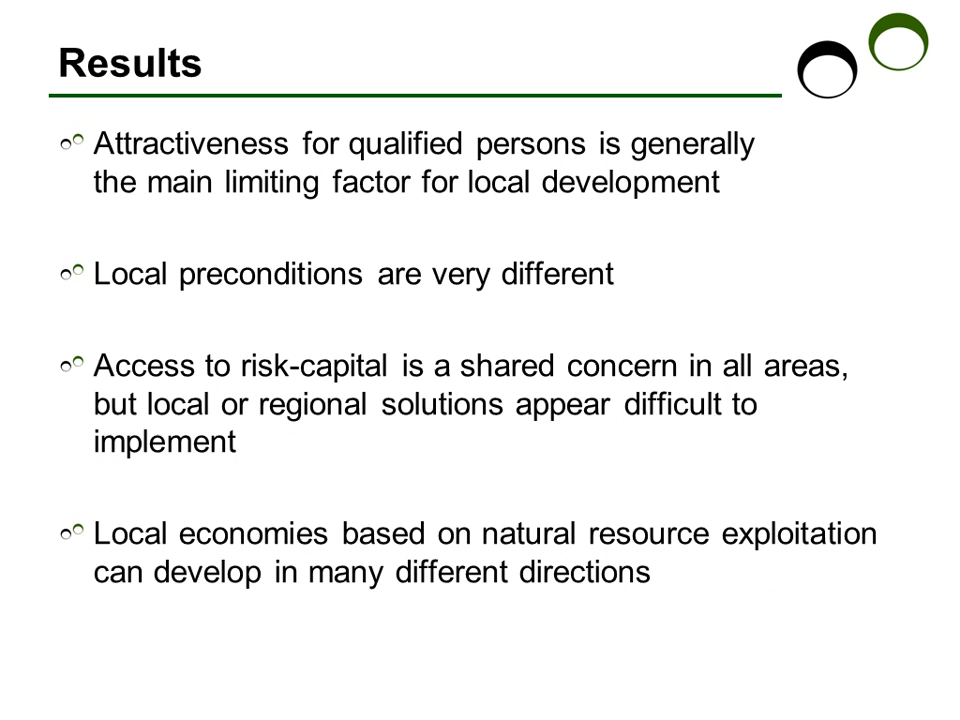 Results
Attractiveness for qualified persons is generally
the main limiting factor for local development
Local preconditions are very different
Access to risk-capital is a shared concern in all areas,
but local or regional solutions appear difficult to
implement
Local economies based on natural resource exploitation
can develop in many different directions